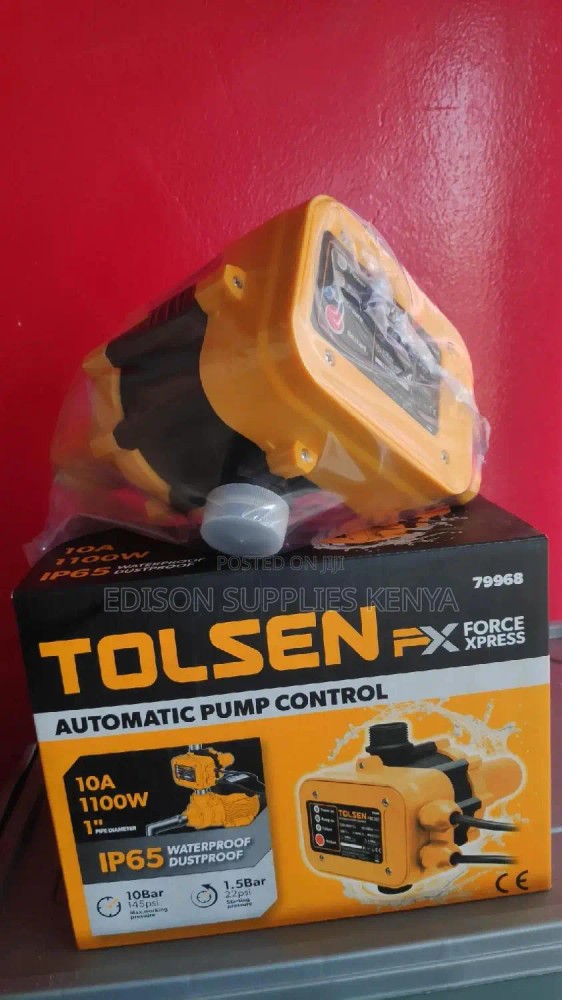 10A
1100W
IP65 WATERPROOF
DUSTPROOF
POSTED ON JIJI
EDISON SUPPLIES KENYA
79968
TOLSEN FX FORCE
XPRESS
AUTOMATIC PUMP CONTROL
10A
1100W
1" PIPE DIAMETER
IP65 WATERPROOF
DUSTPROOF
10Bar
145psi
Max.working
pressure
1.5Bar
22psi
Starting
pressure
TOLSEN
CE